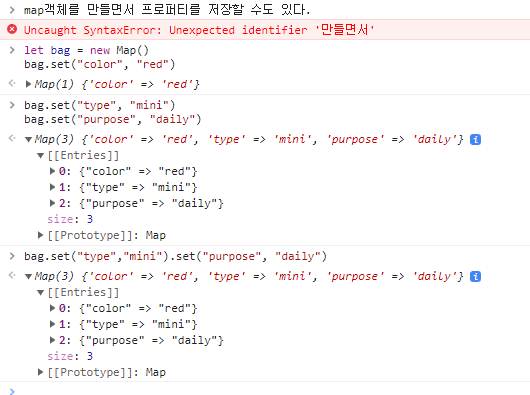 map객체를 만들면서 프로퍼티를 저장할 수도 있다.
Uncaught SyntaxError: Unexpected identifier '만들면서'
let bag = new Map()
bag.set("color", "red")
Map(1) {'color' => 'red'}
bag.set("type", "mini")
bag.set("purpose", "daily")
Map(3) {'color' => 'red', 'type' => 'mini', 'purpose' => 'daily'} i
[[Entries]]
0: {"color" => "red"}
1: {"type" => "mini"}
2: {"purpose" => "daily"}
size: 3
[[Prototype]]: Map
bag.set("type","mini").set("purpose", "daily")
Map(3) {'color' => 'red', 'type' => 'mini', 'purpose' => 'daily'} i
[[Entries]]
0: {"color" => "red"}
1: {"type" => "mini"}
2: {"purpose" => "daily"}
size: 3
[[Prototype]]: Map